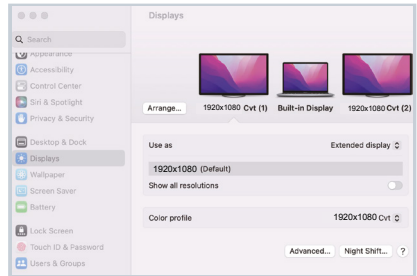 Displays
Search
Appearance
Accessibility
Control Center
Siri & Spotlight
Privacy & Security
Desktop & Dock
Displays
Wallpaper
Screen Saver
Battery
Lock Screen
Touch ID & Password
Users & Groups
Arrange...
1920x1080 Cvt (1)
Built-in Display
1920x1080 Cvt (2)
Use as
Extended display
1920x1080 (Default)
Show all resolutions
Color profile
1920x1080 Cvt
Advanced...
Night Shift...
?